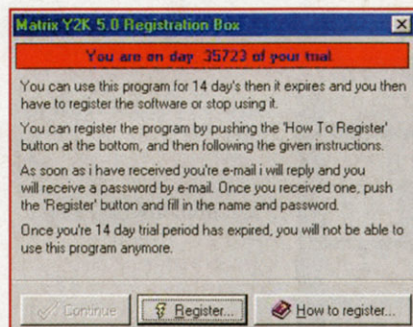 Matrix Y2K 5.0 Registration Box
You are on day 35723 of your trial
You can use this program for 14 day's then it expires and you then
have to register the software or stop using it.
You can register the program by pushing the 'How To Register'
button at the bottom, and then following the given instructions.
As soon as i have received you're e-mail i will reply and you
will receive a password by e-mail. Once you received one, push
the 'Register' button and fill in the name and password.
Once you're 14 day trial period has expired, you will not be able to
use this program anymore.
Continue
Register...
How to register...